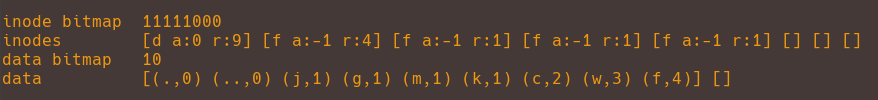 inode bitmap  11111000
inodes        [d a:0 r:9] [f a:-1 r:4] [f a:-1 r:1] [f a:-1 r:1] [f a:-1 r:1] [] [] []
data bitmap   10
data          [(.,0) (..,0) (j,1) (g,1) (m,1) (k,1) (c,2) (w,3) (f,4)] []